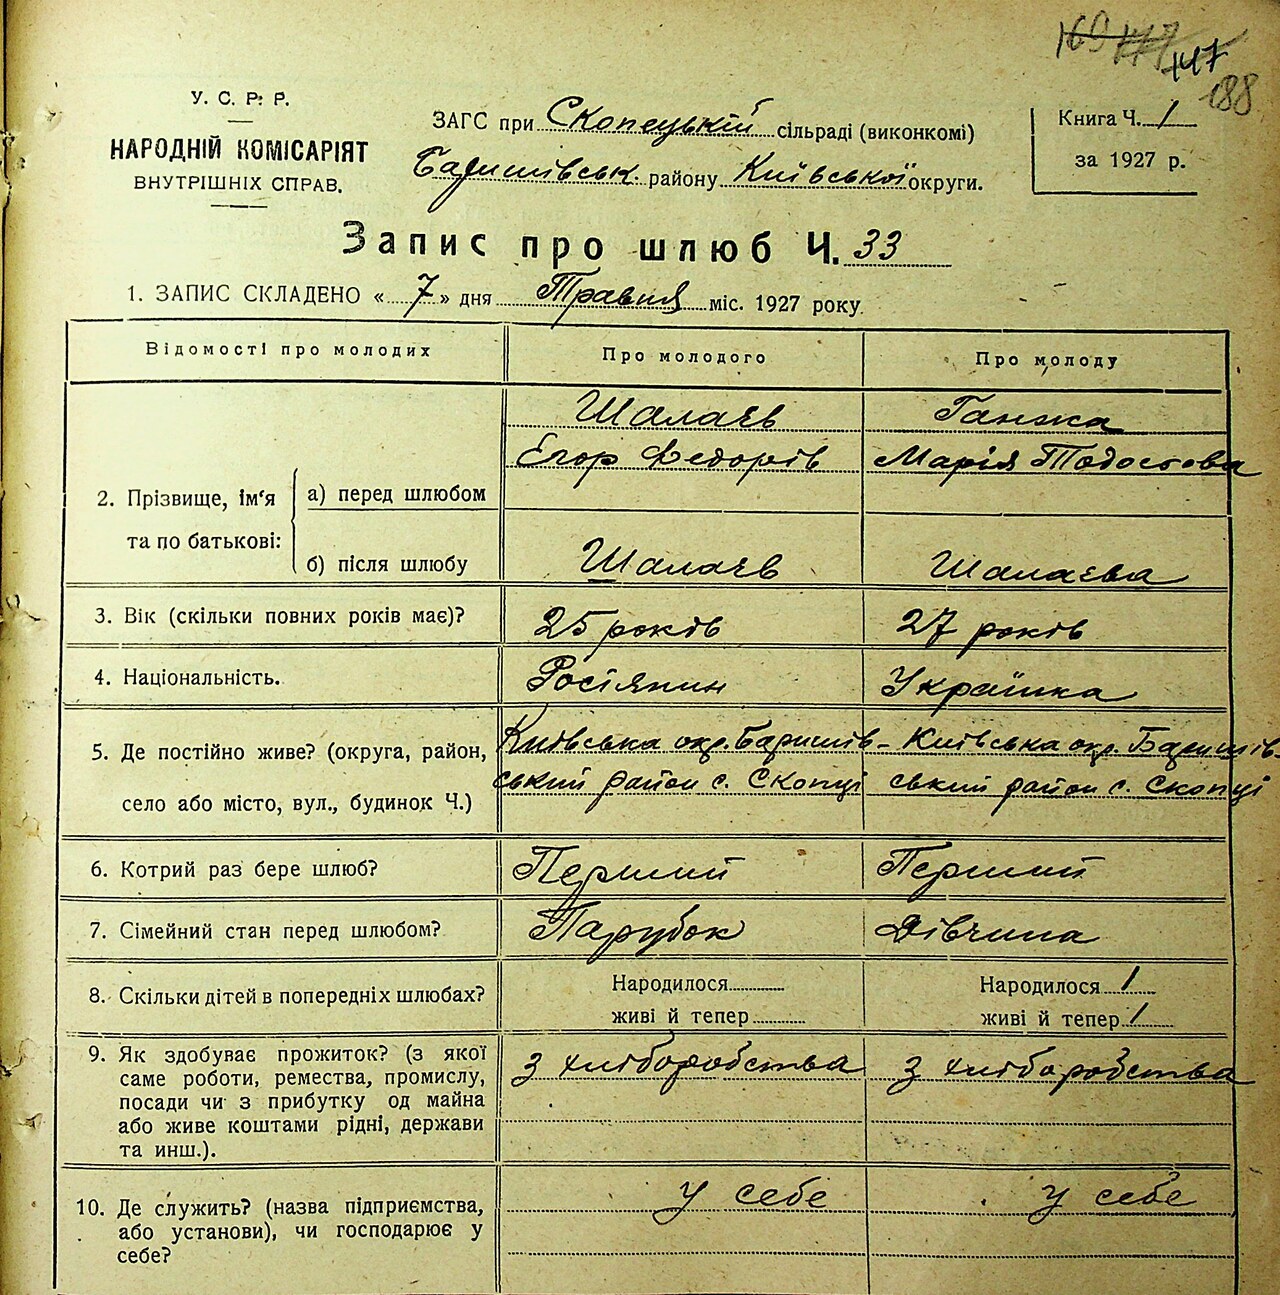 169 177 147
188
У. С. Р. Р.
НАРОДНІЙ КОМІСАРІЯТ
ВНУТРІШНІХ СПРАВ.
ЗАГС при Скопецькій сільраді (виконкомі)
Баришівськ. району Київської округи.
Книга Ч. 1
за 1927 р.
Запис про шлюб Ч. 33
1. ЗАПИС СКЛАДЕНО « 7 » дня Травня міс. 1927 року.
Відомості про молодих Про молодого Про молоду
Шалаєв Ганжа
Егор Федорів Марія Тодосьова
2. Прізвище, ім'я та по батькові:
а) перед шлюбом
б) після шлюбу Шалаєв Шалаєва
3. Вік (скільки повних років має)? 25 років 27 років
4. Національність. Росіянин Українка
5. Де постійно живе? (округа, район, Київська окр. Баришів- Київська окр. Баришів-
село або місто, вул., будинок Ч.) ський район с. Скопці ський район с. Скопці
6. Котрий раз бере шлюб? Перший Перший
7. Сімейний стан перед шлюбом? Парубок Дівчина
8. Скільки дітей в попередніх шлюбах? Народилося Народилося 1
живі й тепер живі й тепер 1
9. Як здобуває прожиток? (з якої з хліборобства з хліборобства
саме роботи, ремества, промислу,
посади чи з прибутку од майна
або живе коштами рідні, держави
та инш.).
10. Де служить? (назва підприємства, у себе у себе
або установи), чи господарює у
себе?